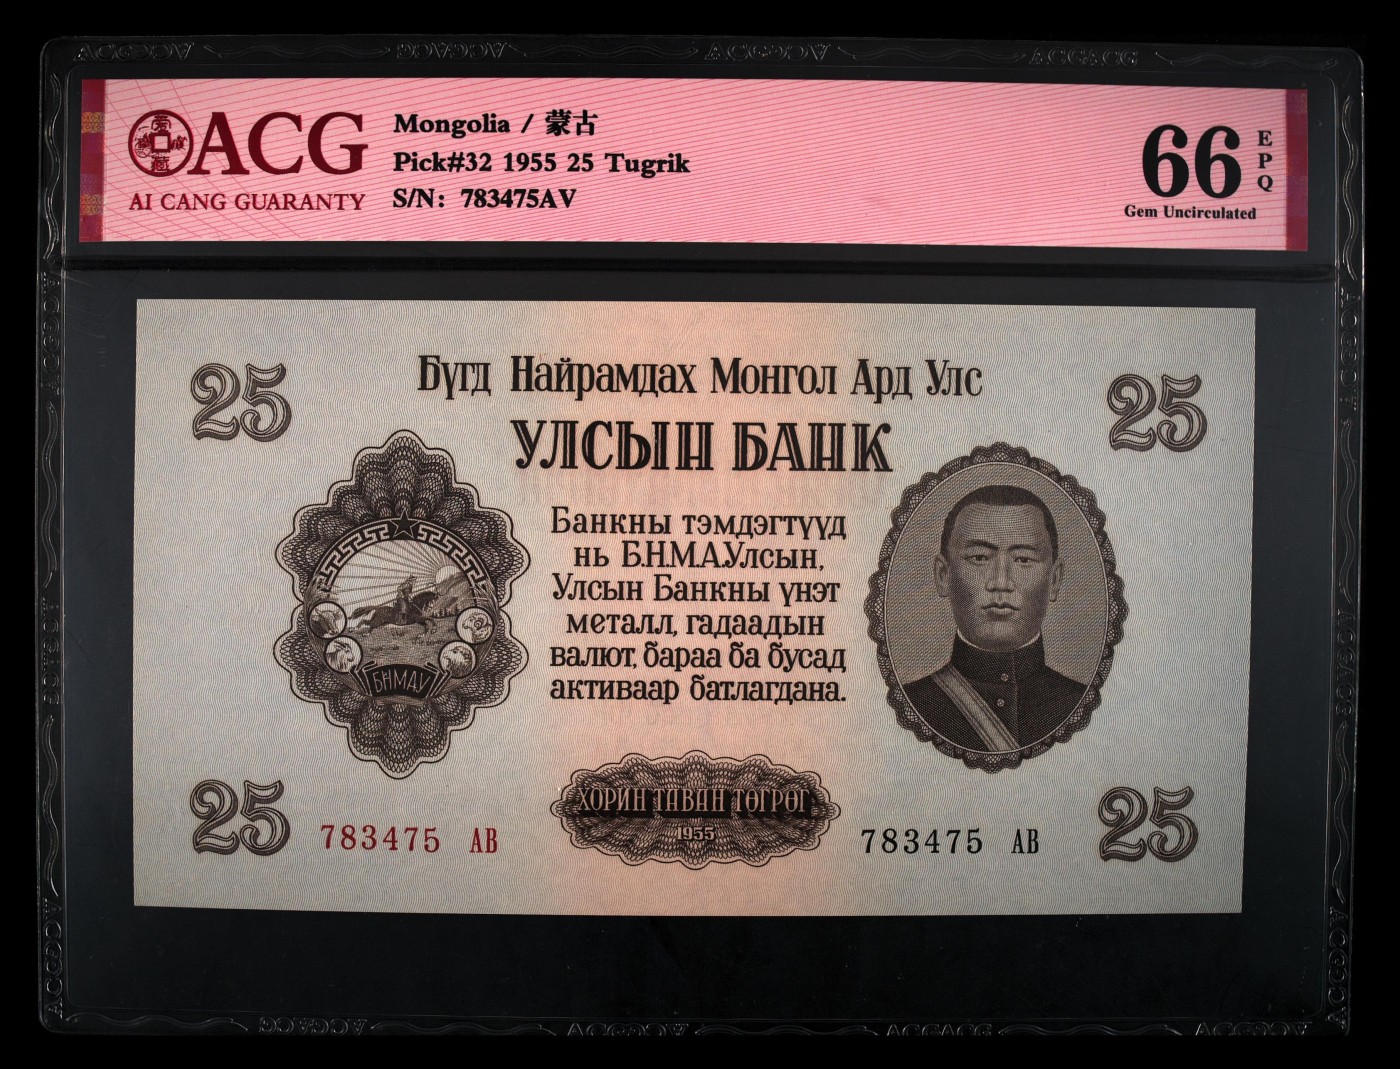 ACG
AI CANG GUARANTY
Mongolia / 蒙古
Pick#32 1955 25 Tugrik
S/N: 783475AV
66
EPQ
Gem Uncirculated
25
Бүгд Найрамдах Монгол Ард Улс
25
УЛСЫН БАНК
Банкны тэмдэгтүүд
нь Б.Н.М.А.Улсын,
Улсын Банкны үнэт
металл, гадаадын
валют, бараа ба бусад
активаар батлагдана.
БНМАУ
25
783475 АВ
ХОРИН ТАВАН ТӨГРӨГ
1955
783475 АВ
25